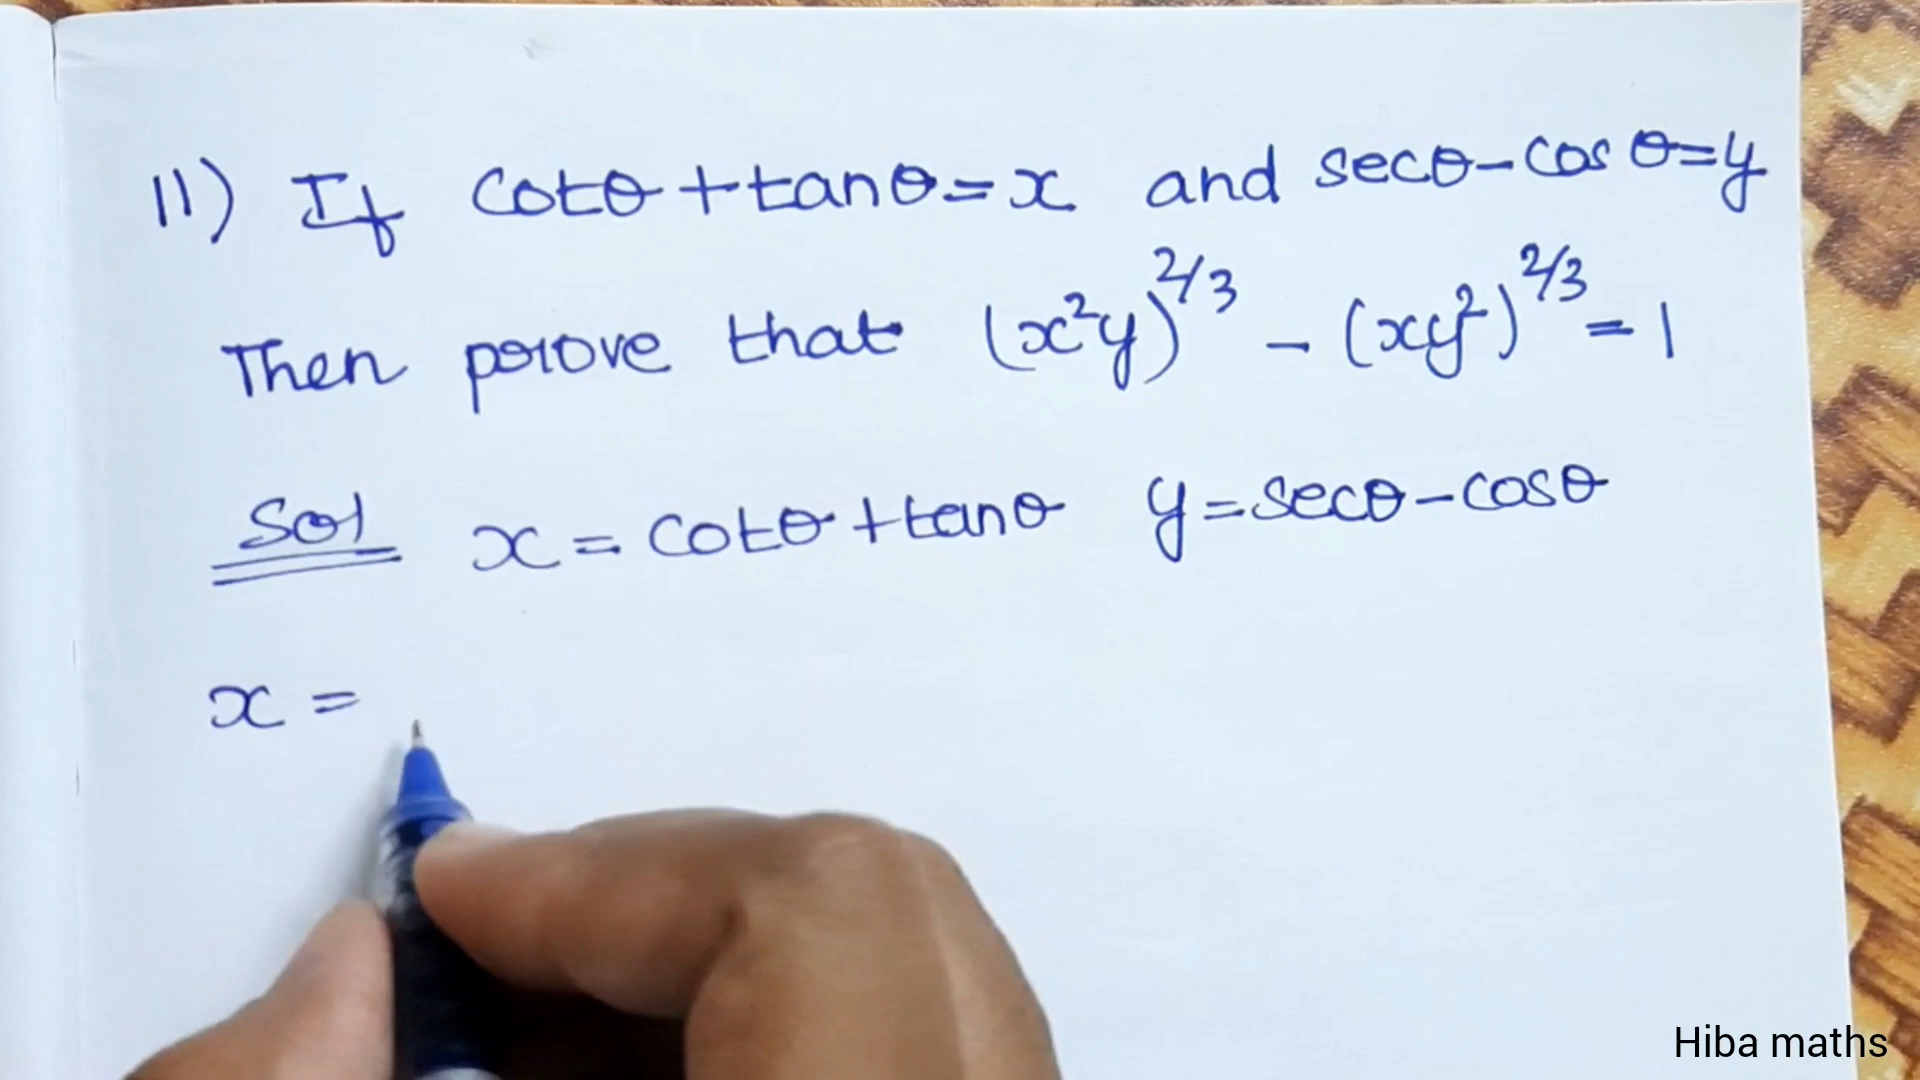 11) If cotθ + tanθ = x and secθ - cosθ = y
Then prove that (x²y)^2/3 - (xy²)^2/3 = 1
Sol x = cotθ + tanθ y = secθ - cosθ
x =
Hiba maths